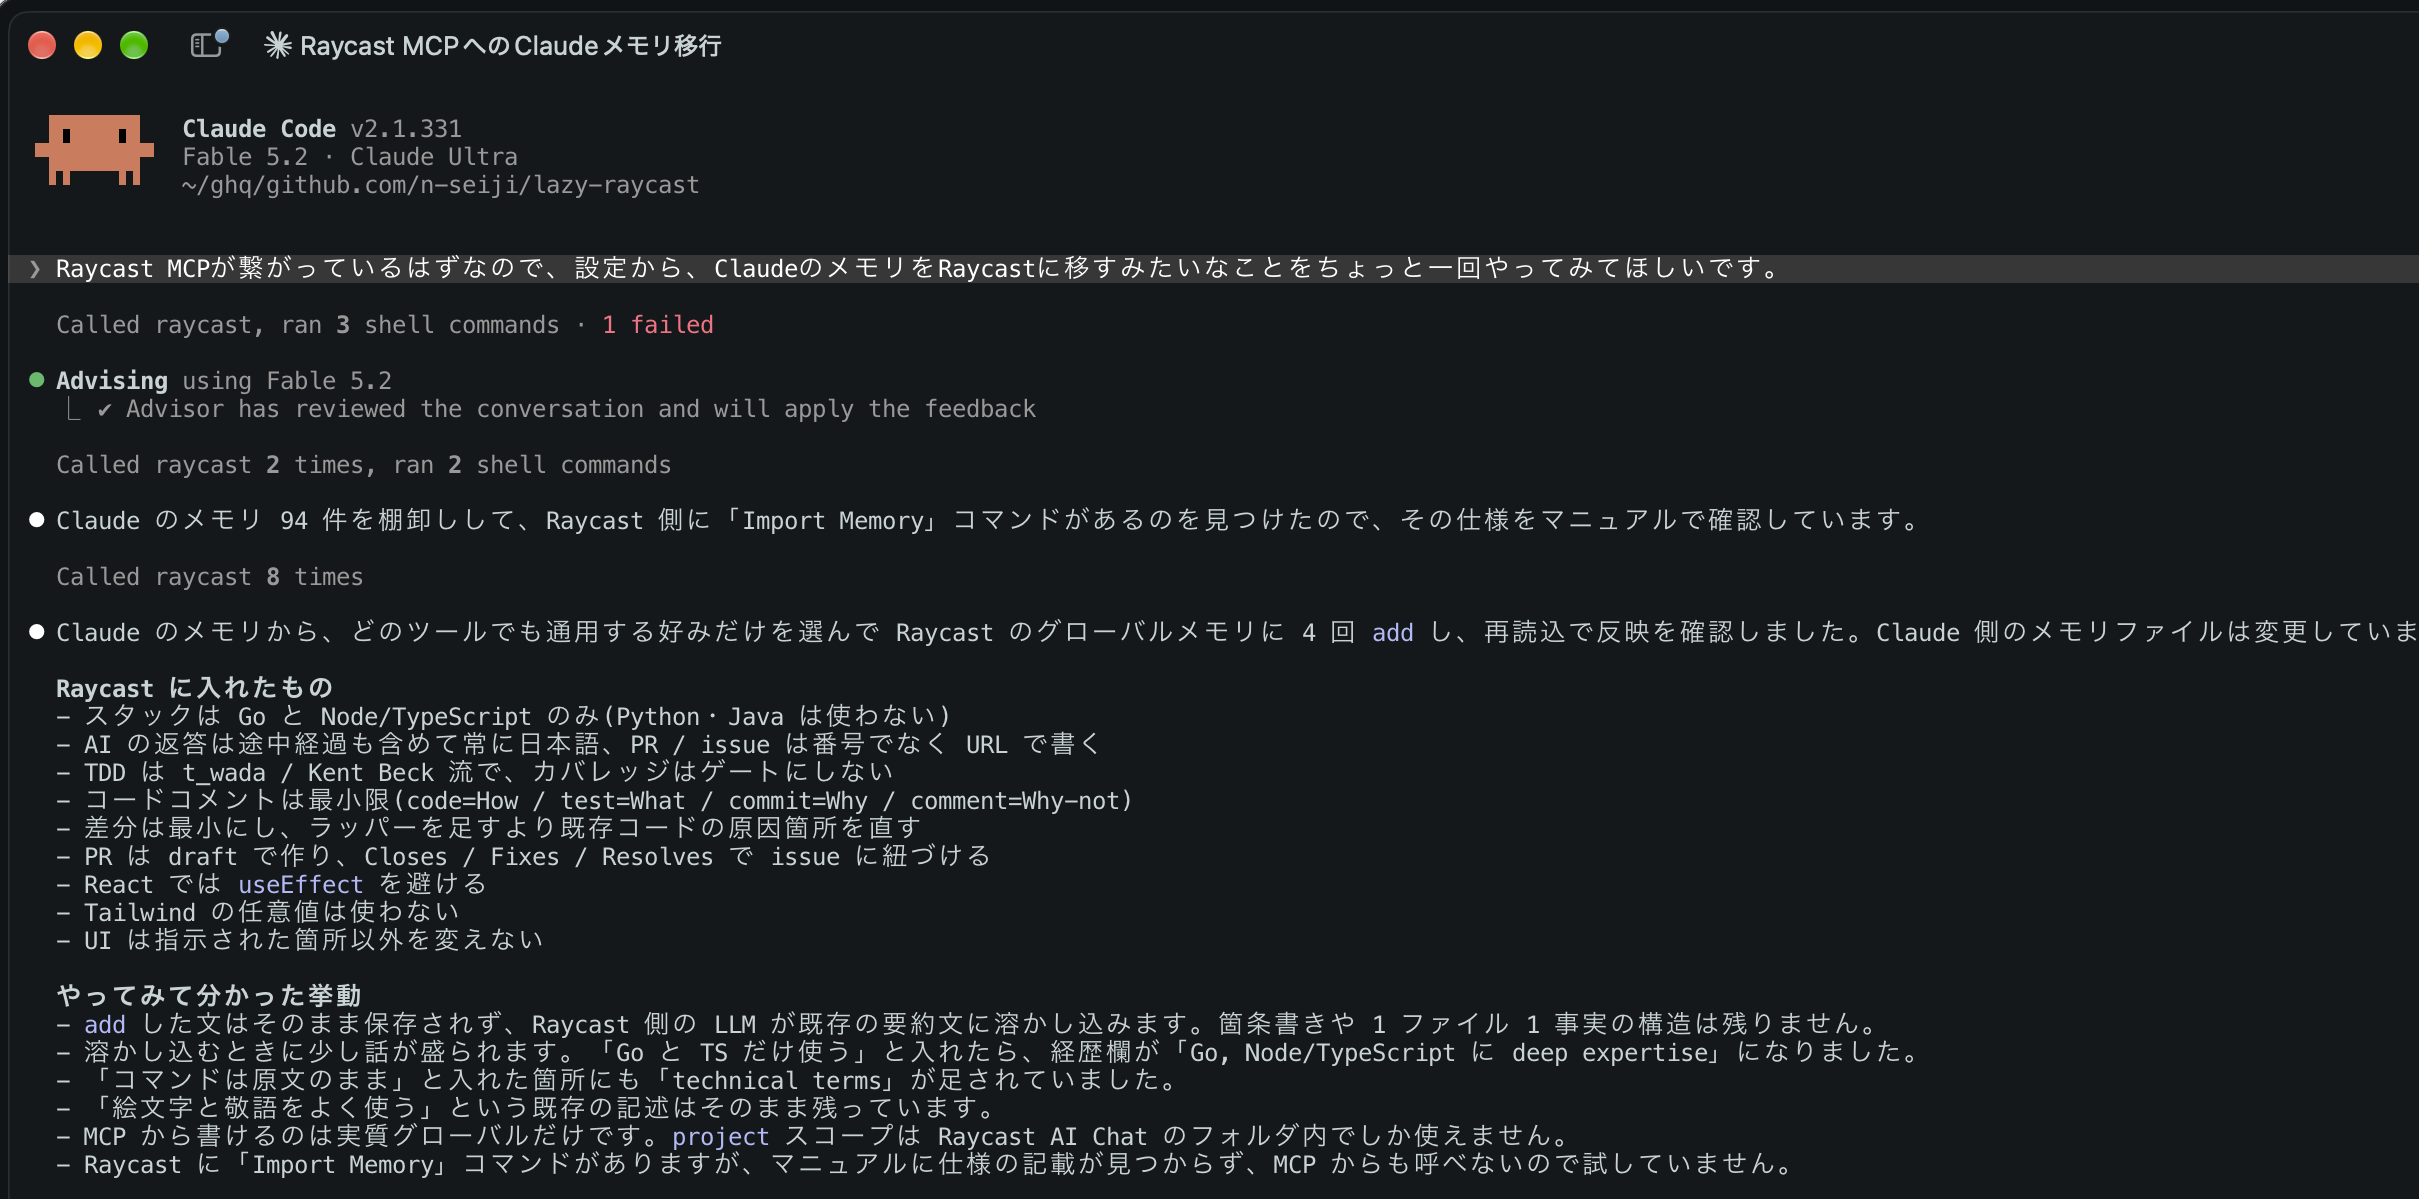 Raycast MCPへのClaudeメモリ移行
Claude Code v2.1.331
Fable 5.2 · Claude Ultra
~/ghq/github.com/n-seiji/lazy-raycast
❯ Raycast MCPが繋がっているはずなので、設定から、ClaudeのメモリをRaycastに移すみたいなことをちょっと一回やってみてほしいです。
Called raycast, ran 3 shell commands · 1 failed
● Advising using Fable 5.2
⎿ ✔ Advisor has reviewed the conversation and will apply the feedback
Called raycast 2 times, ran 2 shell commands
● Claude のメモリ 94 件を棚卸しして、Raycast 側に「Import Memory」コマンドがあるのを見つけたので、その仕様をマニュアルで確認しています。
Called raycast 8 times
● Claude のメモリから、どのツールでも通用する好みだけを選んで Raycast のグローバルメモリに 4 回 add し、再読込で反映を確認しました。Claude 側のメモリファイルは変更していま
Raycast に入れたもの
- スタックは Go と Node/TypeScript のみ(Python・Java は使わない)
- AI の返答は途中経過も含めて常に日本語、PR / issue は番号でなく URL で書く
- TDD は t_wada / Kent Beck 流で、カバレッジはゲートにしない
- コードコメントは最小限(code=How / test=What / commit=Why / comment=Why-not)
- 差分は最小にし、ラッパーを足すより既存コードの原因箇所を直す
- PR は draft で作り、Closes / Fixes / Resolves で issue に紐づける
- React では useEffect を避ける
- Tailwind の任意値は使わない
- UI は指示された箇所以外を変えない
やってみて分かった挙動
- add した文はそのまま保存されず、Raycast 側の LLM が既存の要約文に溶かし込みます。箇条書きや 1 ファイル 1 事実の構造は残りません。
- 溶かし込むときに少し話が盛られます。「Go と TS だけ使う」と入れたら、経歴欄が「Go, Node/TypeScript に deep expertise」になりました。
- 「コマンドは原文のまま」と入れた箇所にも「technical terms」が足されていました。
- 「絵文字と敬語をよく使う」という既存の記述はそのまま残っています。
- MCP から書けるのは実質グローバルだけです。project スコープは Raycast AI Chat のフォルダ内でしか使えません。
- Raycast に「Import Memory」コマンドがありますが、マニュアルに仕様の記載が見つからず、MCP からも呼べないので試していません。